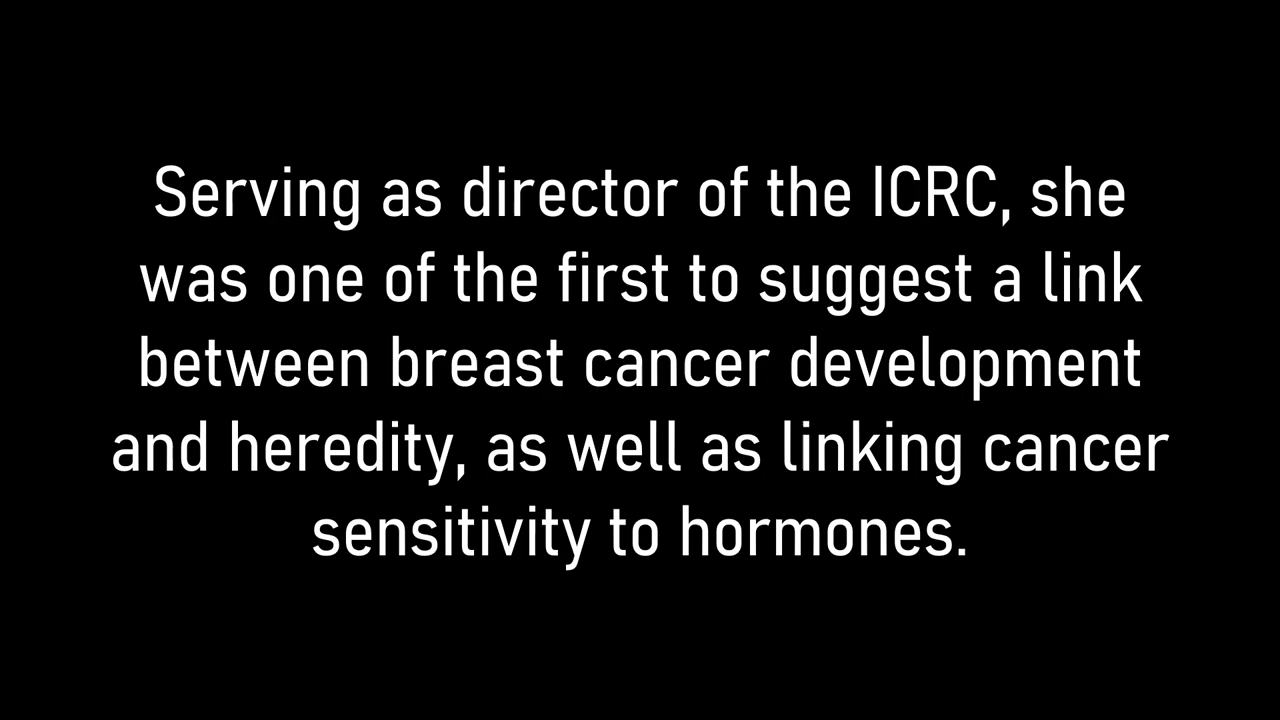 Serving as director of the ICRC, she
was one of the first to suggest a link
between breast cancer development
and heredity, as well as linking cancer
sensitivity to hormones.